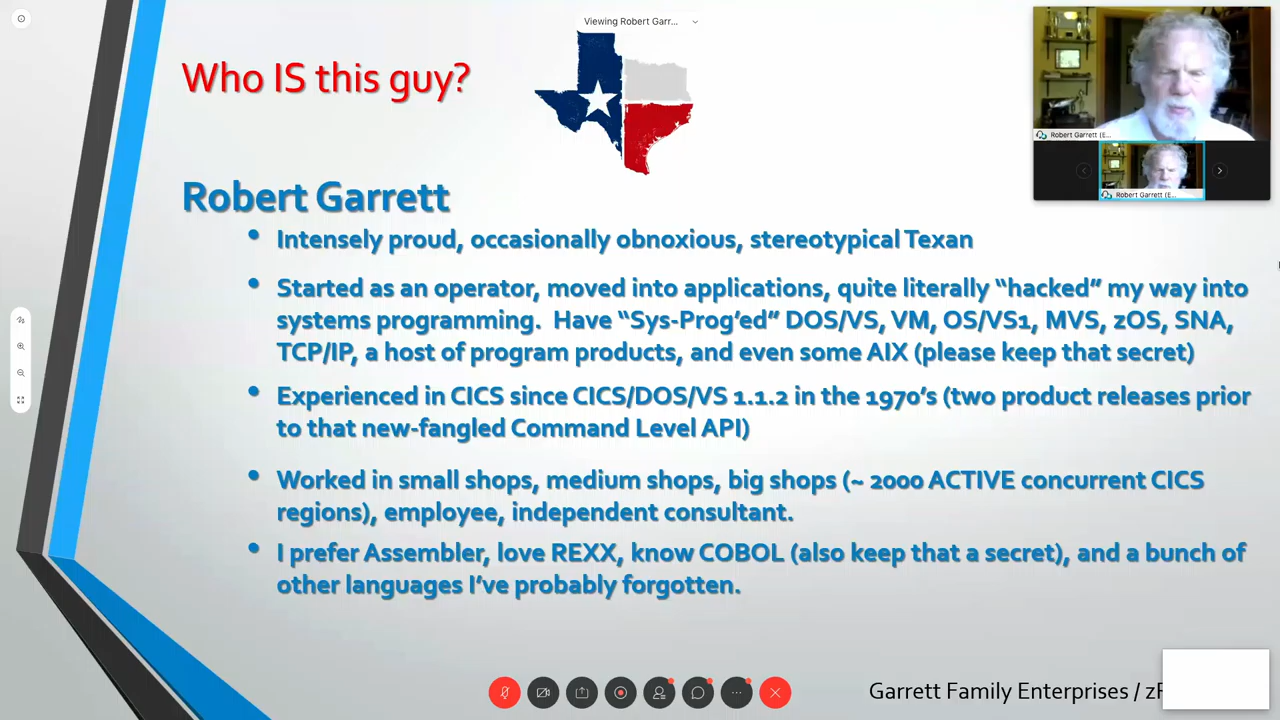 Viewing Robert Garr...
Who IS this guy?
Robert Garrett (E...
Robert Garrett (E...
Robert Garrett
• Intensely proud, occasionally obnoxious, stereotypical Texan
• Started as an operator, moved into applications, quite literally “hacked” my way into
systems programming.  Have “Sys-Prog’ed” DOS/VS, VM, OS/VS1, MVS, zOS, SNA,
TCP/IP, a host of program products, and even some AIX (please keep that secret)
• Experienced in CICS since CICS/DOS/VS 1.1.2 in the 1970’s (two product releases prior
to that new-fangled Command Level API)
• Worked in small shops, medium shops, big shops (~ 2000 ACTIVE concurrent CICS
regions), employee, independent consultant.
• I prefer Assembler, love REXX, know COBOL (also keep that a secret), and a bunch of
other languages I’ve probably forgotten.
Garrett Family Enterprises /